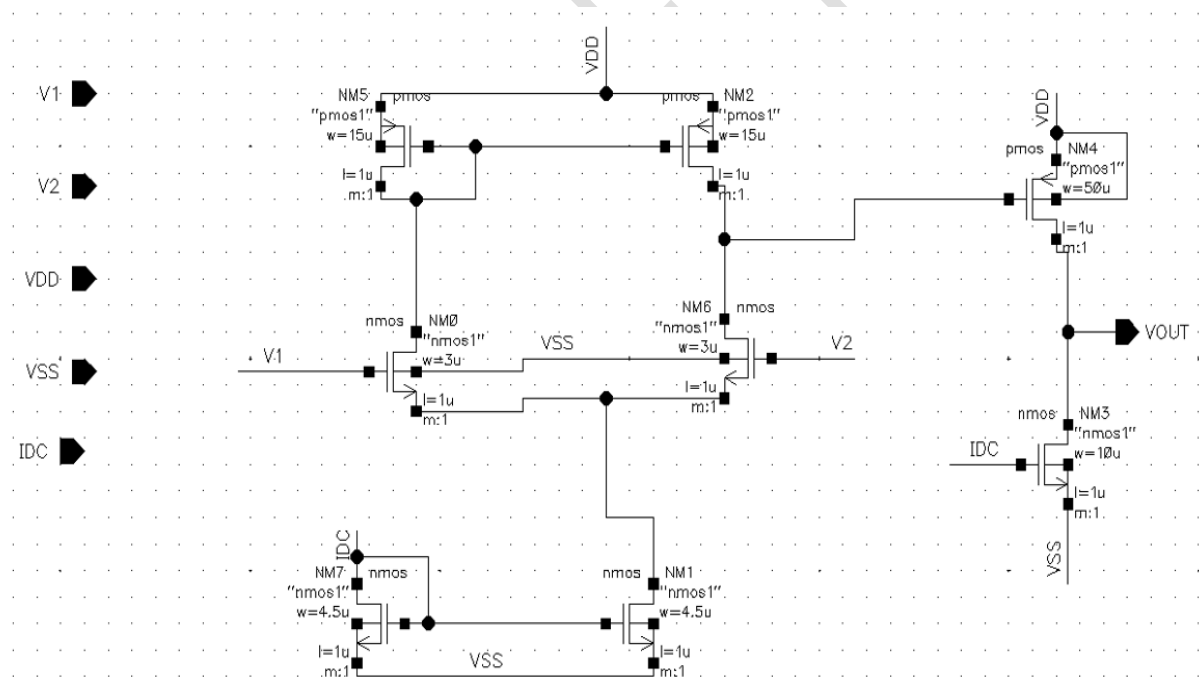 V1
V2
VDD
VSS
IDC
VDD
NM5
pmos
"pmos1"
w=15u
l=1u
m:1
pmos
NM2
"pmos1"
w=15u
l=1u
m:1
VDD
pmos
NM4
"pmos1"
w=50u
l=1u
m:1
V1
nmos
NM0
"nmos1"
w=3u
l=1u
m:1
VSS
NM6
nmos
"nmos1"
w=3u
l=1u
m:1
V2
VOUT
IDC
nmos
NM3
"nmos1"
w=10u
l=1u
m:1
VSS
IDC
NM7
nmos
"nmos1"
w=4.5u
l=1u
m:1
VSS
nmos
NM1
"nmos1"
w=4.5u
l=1u
m:1